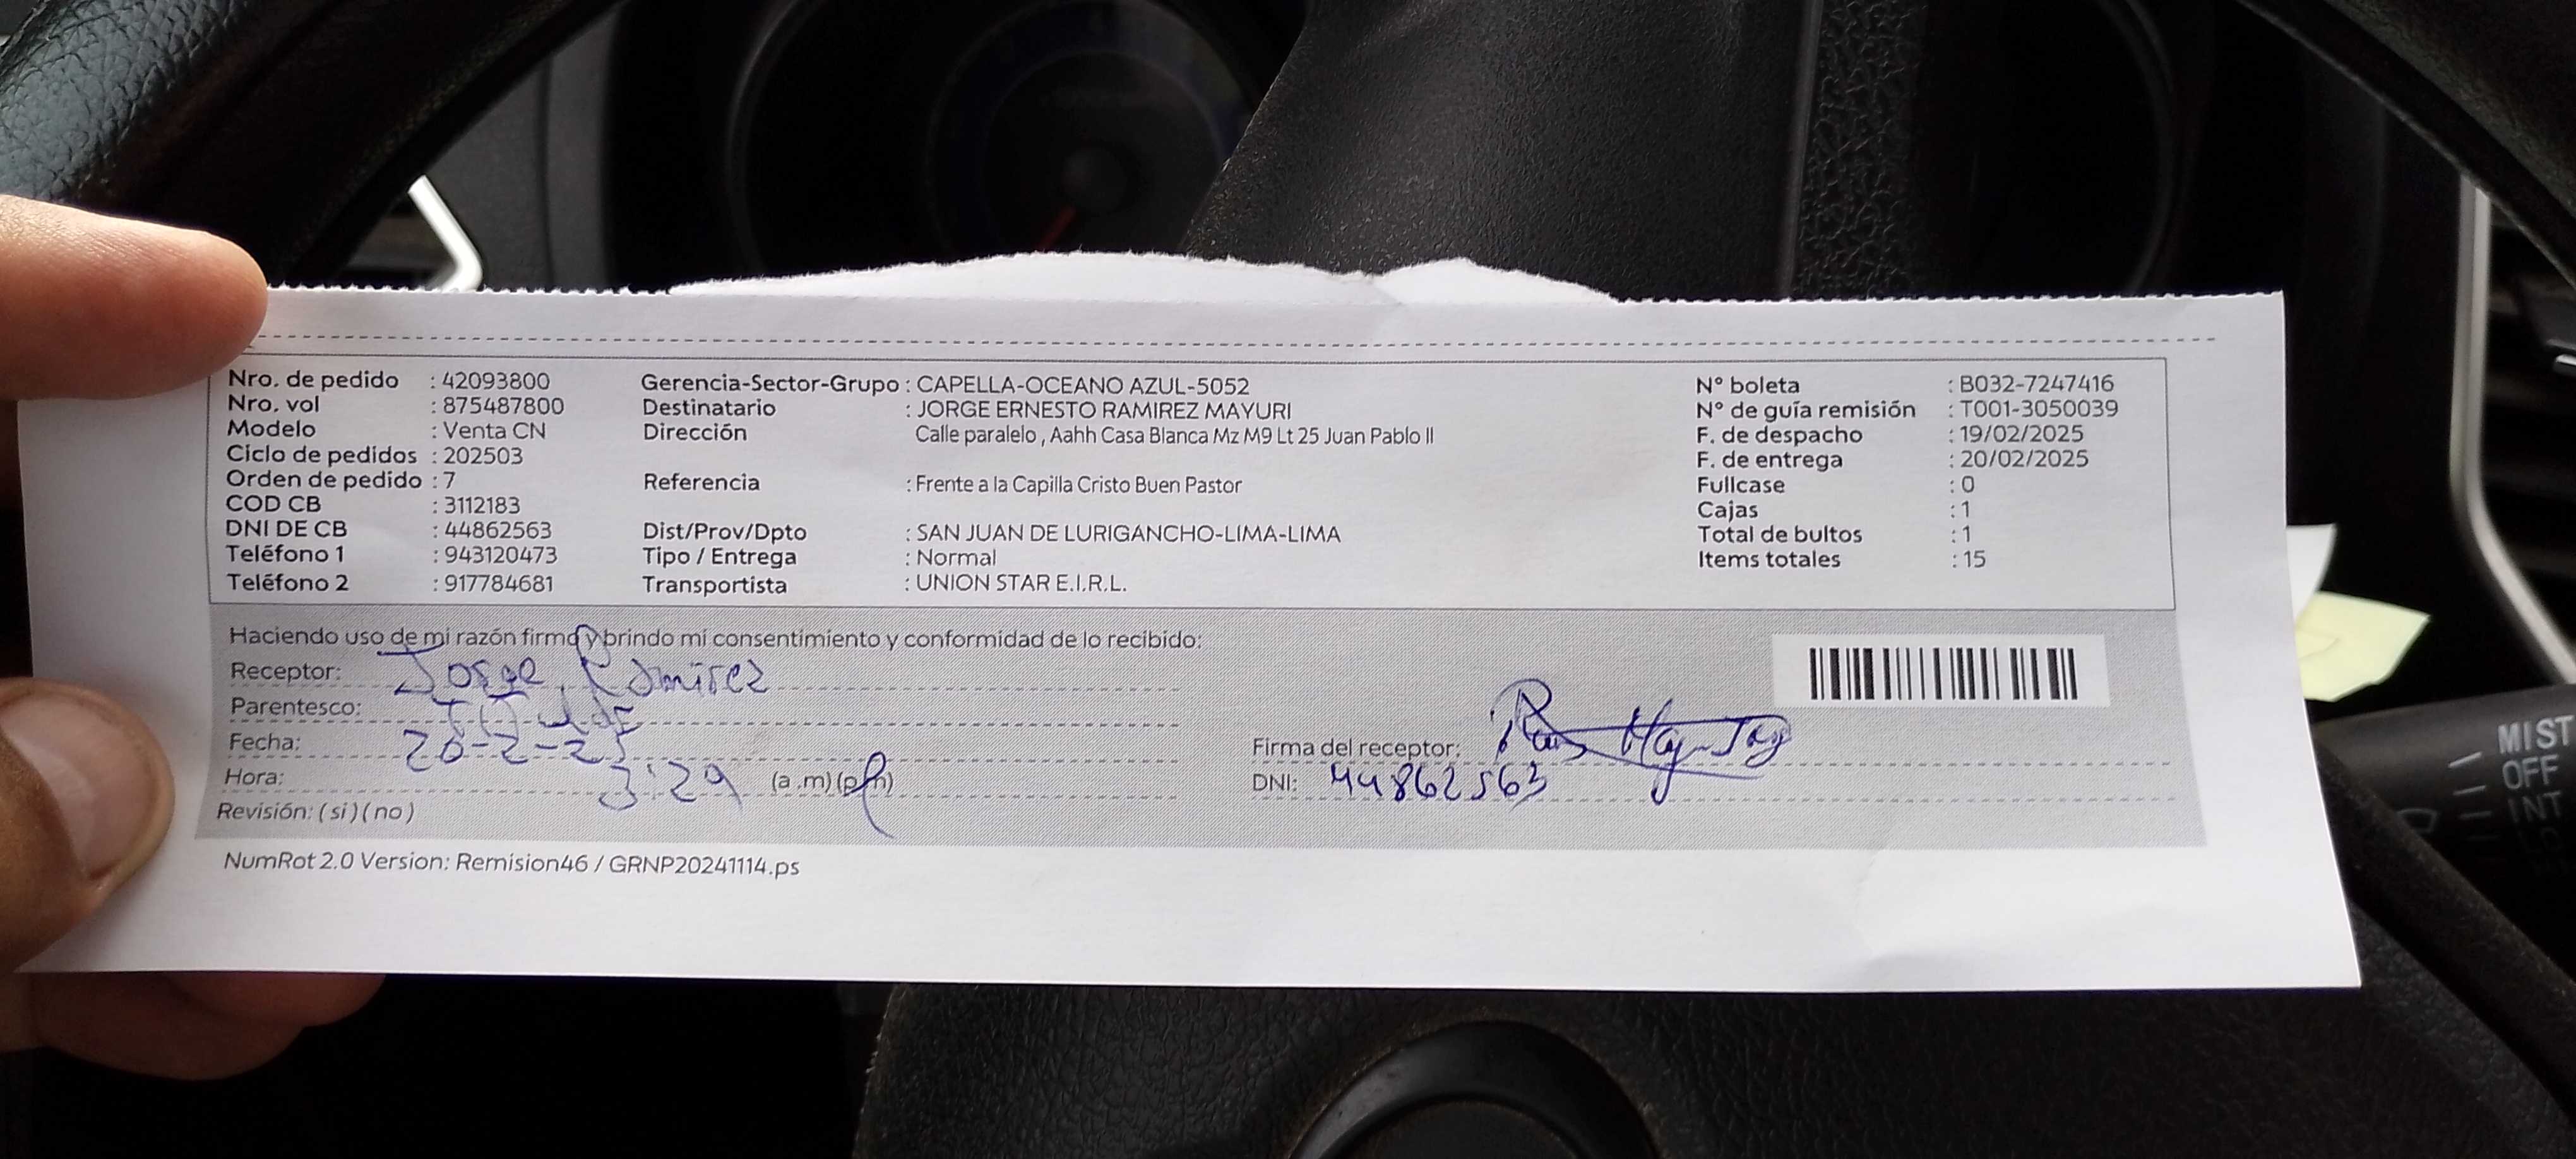 Nro. de pedido : 42093800
Nro. vol : 875487800
Modelo : Venta CN
Ciclo de pedidos : 202503
Orden de pedido : 7
COD CB : 3112183
DNI DE CB : 44862563
Teléfono 1 : 943120473
Teléfono 2 : 917784681
Gerencia-Sector-Grupo : CAPELLA-OCEANO AZUL-5052
Destinatario : JORGE ERNESTO RAMIREZ MAYURI
Dirección Calle paralelo , Aahh Casa Blanca Mz M9 Lt 25 Juan Pablo II
Referencia : Frente a la Capilla Cristo Buen Pastor
Dist/Prov/Dpto : SAN JUAN DE LURIGANCHO-LIMA-LIMA
Tipo / Entrega : Normal
Transportista : UNION STAR E.I.R.L.
N° boleta : B032-7247416
N° de guía remisión : T001-3050039
F. de despacho : 19/02/2025
F. de entrega : 20/02/2025
Fullcase : 0
Cajas : 1
Total de bultos : 1
Items totales : 15
Haciendo uso de mi razón firmo y brindo mi consentimiento y conformidad de lo recibido:
Receptor: Jorge Ramirez
Parentesco:
Fecha: 20-2-25
Hora: 3:29 (a .m) (p.m)
Revisión: ( si ) ( no )
Firma del receptor:
DNI: 44862563
NumRot 2.0 Version: Remision46 / GRNP20241114.ps
MIST
OFF
INT